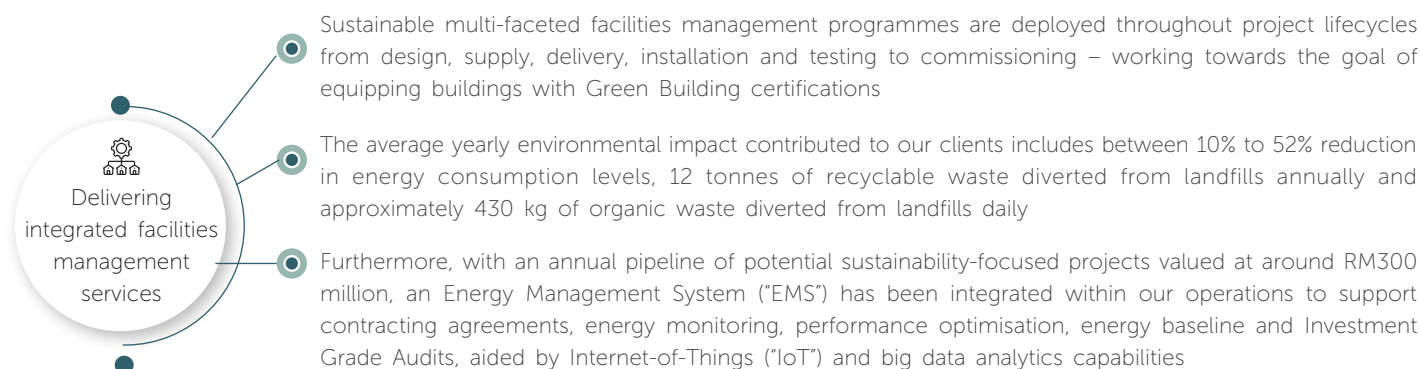 Delivering
integrated facilities
management
services
Sustainable multi-faceted facilities management programmes are deployed throughout project lifecycles
from design, supply, delivery, installation and testing to commissioning – working towards the goal of
equipping buildings with Green Building certifications
The average yearly environmental impact contributed to our clients includes between 10% to 52% reduction
in energy consumption levels, 12 tonnes of recyclable waste diverted from landfills annually and
approximately 430 kg of organic waste diverted from landfills daily
Furthermore, with an annual pipeline of potential sustainability-focused projects valued at around RM300
million, an Energy Management System (“EMS”) has been integrated within our operations to support
contracting agreements, energy monitoring, performance optimisation, energy baseline and Investment
Grade Audits, aided by Internet-of-Things (“IoT”) and big data analytics capabilities